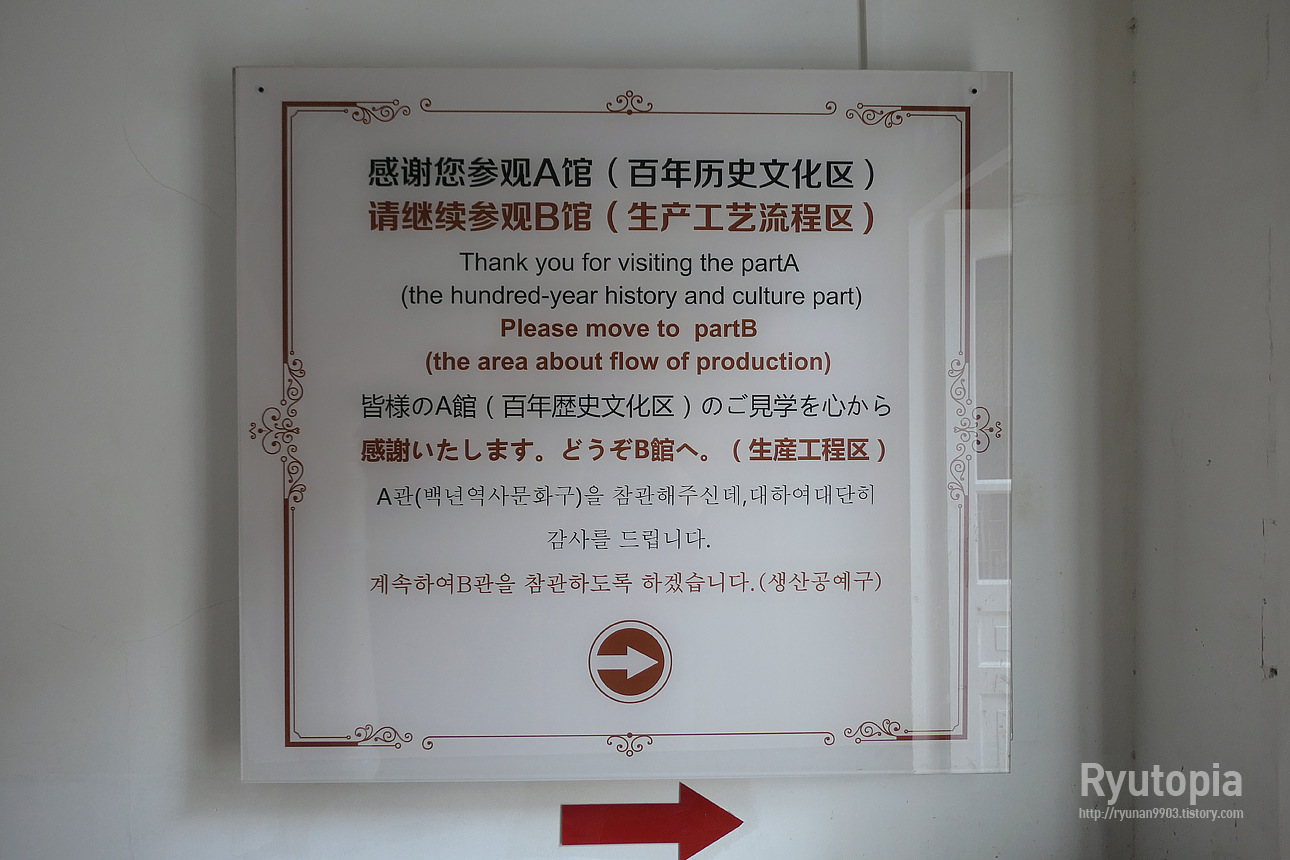 感谢您参观A馆（百年历史文化区）
请继续参观B馆（生产工艺流程区）
Thank you for visiting the partA
(the hundred-year history and culture part)
Please move to partB
(the area about flow of production)
皆様のA館（百年歴史文化区）のご見学を心から
感謝いたします。どうぞB館へ。（生産工程区）
A관(백년역사문화구)을 참관해주신데,대하여대단히
감사를 드립니다.
계속하여B관을 참관하도록 하겠습니다.(생산공예구)
Ryutopia
http://ryunan9903.tistory.com